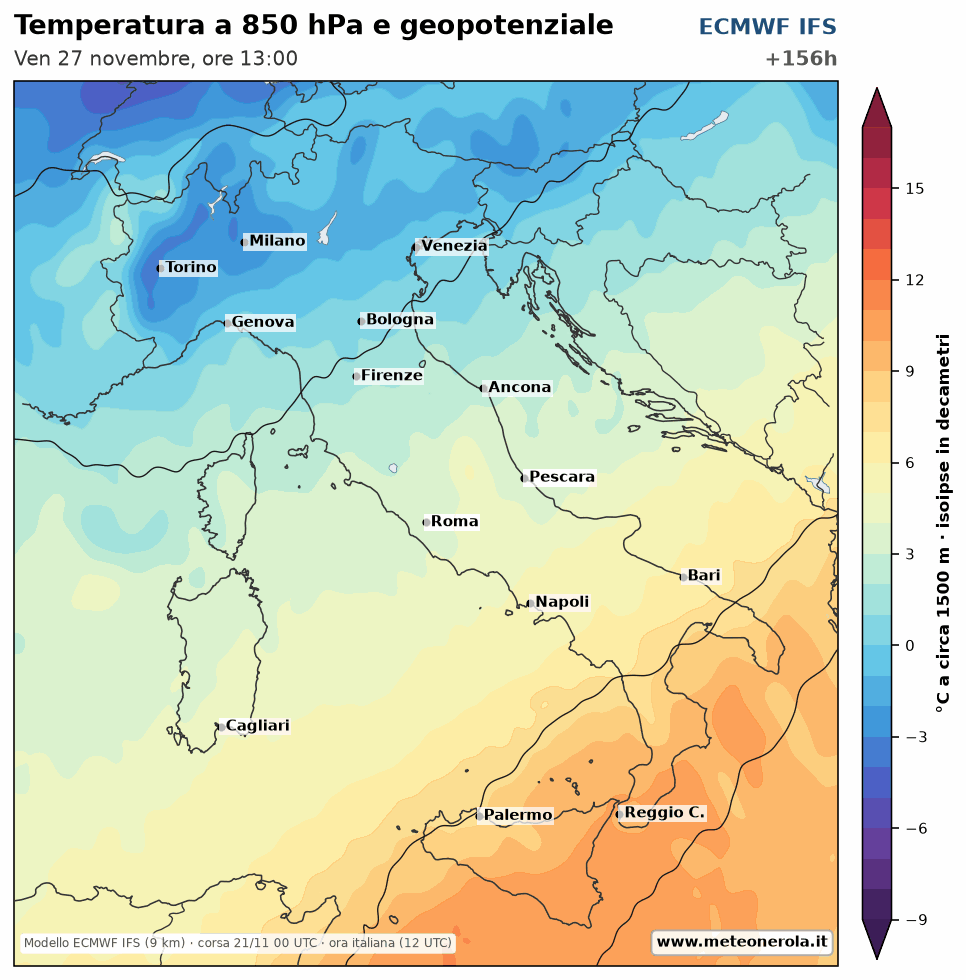 Temperatura a 850 hPa e geopotenziale
ECMWF IFS
Ven 27 novembre, ore 13:00
+156h
Milano
Venezia
Torino
Genova
Bologna
Firenze
Ancona
Pescara
Roma
Bari
Napoli
Cagliari
Palermo
Reggio C.
15
12
9
6
3
0
−3
−6
−9
°C a circa 1500 m · isoipse in decametri
Modello ECMWF IFS (9 km) · corsa 21/11 00 UTC · ora italiana (12 UTC)
www.meteonerola.it